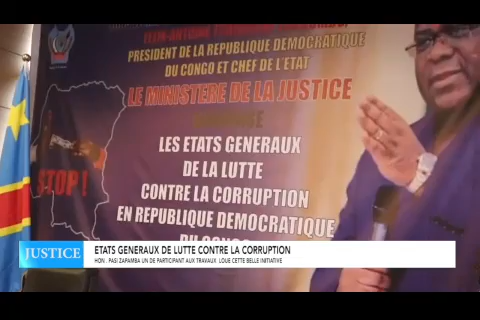 PRESIDENT DE LA REPUBLIQUE DEMOCRATIQUE
DU CONGO ET CHEF DE L'ETAT
LE MINISTERE DE LA JUSTICE
LES ETATS GENERAUX
DE LA LUTTE
CONTRE LA CORRUPTION
EN REPUBLIQUE DEMOCRATIQUE
DU CONGO
STOP !
JUSTICE
ETATS GENERAUX DE LUTTE CONTRE LA CORRUPTION
HON . PASI ZAPAMBA UN DE PARTICIPANT AUX TRAVAUX LOUE CETTE BELLE INITIATIVE